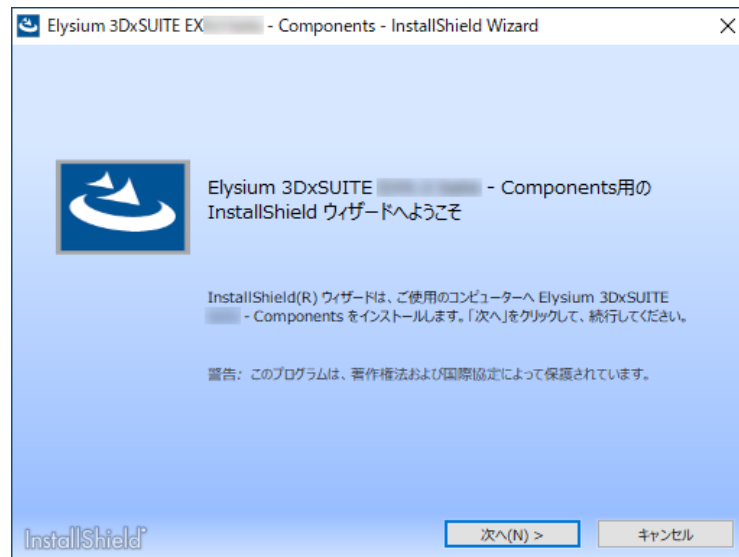 Elysium 3DxSUITE EX - Components - InstallShield Wizard
Elysium 3DxSUITE - Components用の
InstallShield ウィザードへようこそ
InstallShield(R) ウィザードは、ご使用のコンピューターへ Elysium 3DxSUITE
- Components をインストールします。「次へ」をクリックして、続行してください。
警告: このプログラムは、著作権法および国際協定によって保護されています。
InstallShield
次へ(N) >
キャンセル